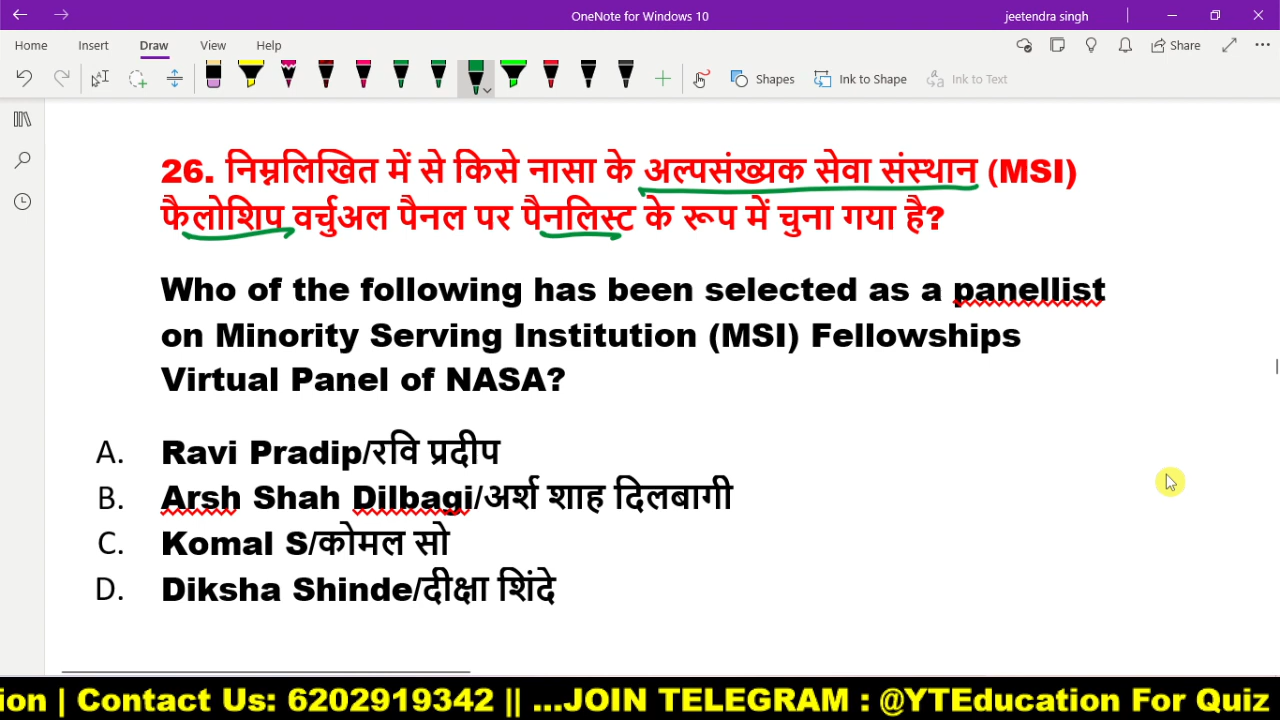 OneNote for Windows 10
jeetendra singh
Home Insert Draw View Help
Share
Shapes Ink to Shape Ink to Text
26. निम्नलिखित में से किसे नासा के अल्पसंख्यक सेवा संस्थान (MSI)
फैलोशिप वर्चुअल पैनल पर पैनलिस्ट के रूप में चुना गया है?
Who of the following has been selected as a panellist
on Minority Serving Institution (MSI) Fellowships
Virtual Panel of NASA?
A. Ravi Pradip/रवि प्रदीप
B. Arsh Shah Dilbagi/अर्श शाह दिलबागी
C. Komal S/कोमल सो
D. Diksha Shinde/दीक्षा शिंदे
ion | Contact Us: 6202919342 || ...JOIN TELEGRAM : @YTEducation For Quiz